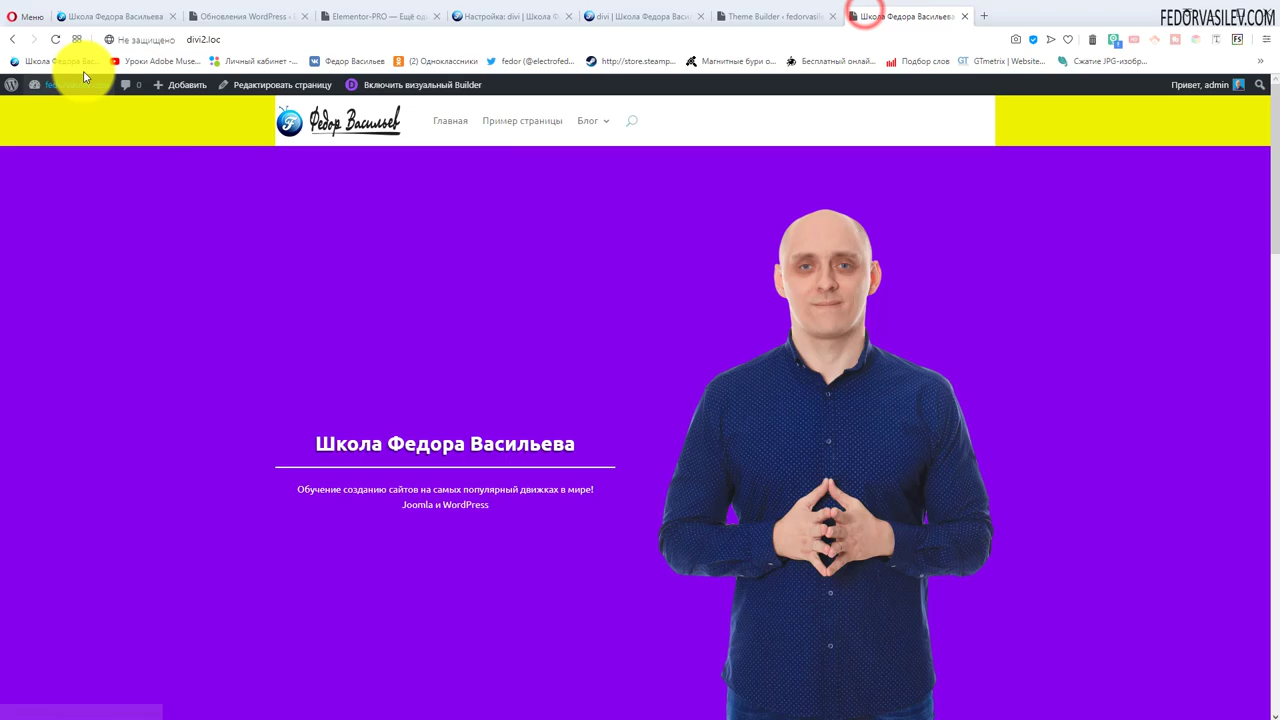 Меню
Школа Федора Васильева
Обновления WordPress ‹
Elementor-PRO — Ещё од
Настройка: divi | Школа Ф
divi | Школа Федора Васи
Theme Builder ‹ fedorvasile
Школа Федора Васильева
FEDORVASILEV.COM
Не защищено
divi2.loc
Школа Федора Вас...
Уроки Adobe Muse...
Личный кабинет -...
Федор Васильев
(2) Одноклассники
fedor (@electrofed...
http://store.steamp...
Магнитные бури о...
Бесплатный онлай...
Подбор слов
GTmetrix | Website...
Сжатие JPG-изобр...
0
Добавить
Редактировать страницу
Включить визуальный Builder
Привет, admin
Федор Васильев
Главная
Пример страницы
Блог
Школа Федора Васильева
Обучение созданию сайтов на самых популярный движках в мире!
Joomla и WordPress